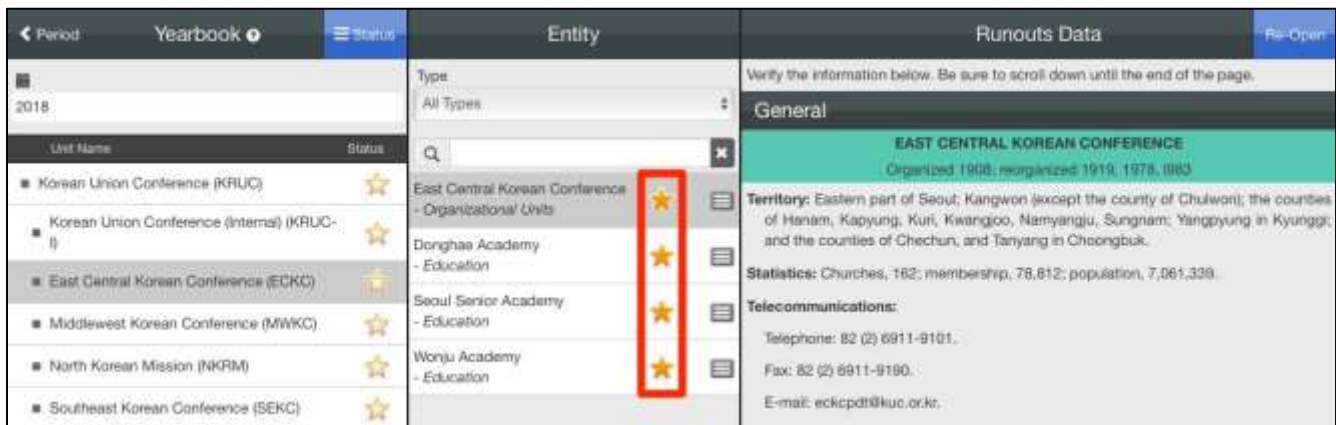 Period
Yearbook
Status
2018
Unit Name Status
Korean Union Conference (KRUC)
Korean Union Conference (Internal) (KRUC-
I)
East Central Korean Conference (ECKC)
Middlewest Korean Conference (MWKC)
North Korean Mission (NKRM)
Southeast Korean Conference (SEKC)
Entity
Type
All Types
East Central Korean Conference
- Organizational Units
Donghae Academy
- Education
Seoul Senior Academy
- Education
Wonju Academy
- Education
Runouts Data
Re-Open
Verify the information below. Be sure to scroll down until the end of the page.
General
EAST CENTRAL KOREAN CONFERENCE
Organized 1908; reorganized 1919, 1978, 1983
Territory: Eastern part of Seoul; Kangwon (except the county of Chulwon); the counties
of Hanam, Kapyung, Kuri, Kwangjoo, Namyangju, Sungnam; Yangpyung in Kyunggi;
and the counties of Chechun, and Tanyang in Choongbuk.
Statistics: Churches, 162; membership, 78,812; population, 7,061,339.
Telecommunications:
Telephone: 82 (2) 6911-9101.
Fax: 82 (2) 6911-9190.
E-mail: eckcpdt@kuc.or.kr.